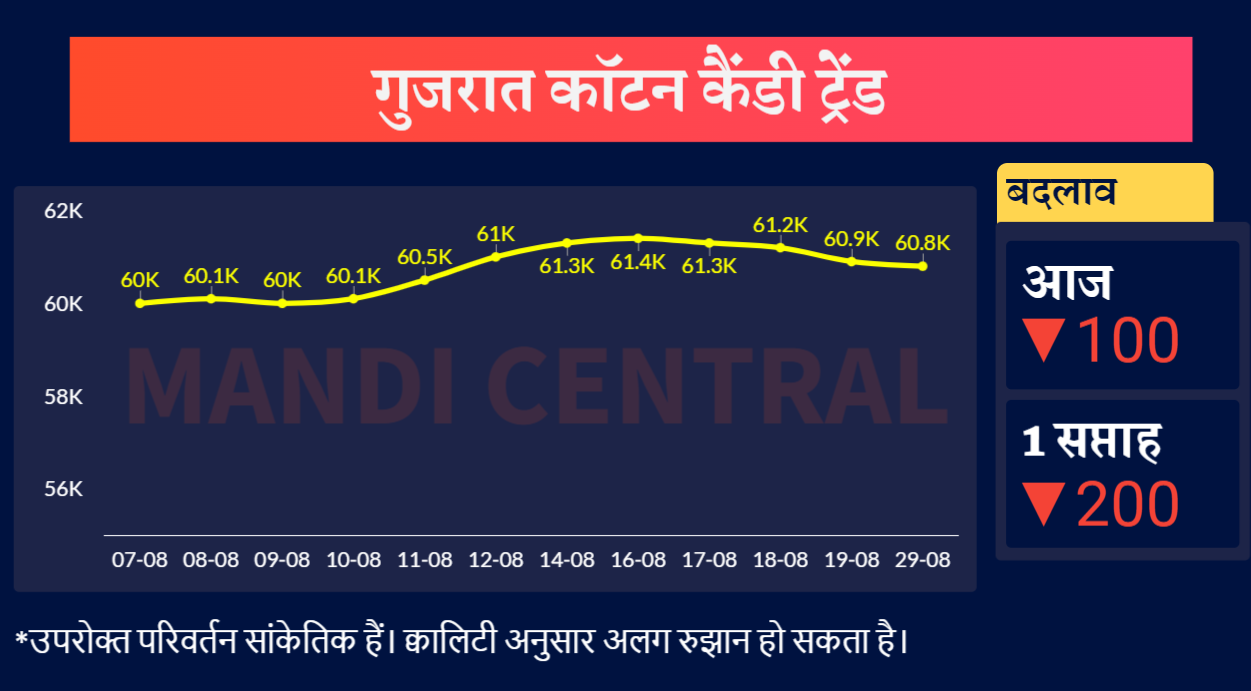 गुजरात कॉटन कैंडी ट्रेंड
बदलाव
62K
60K
58K
56K
60K 60.1K 60K 60.1K 60.5K 61K 61.3K 61.4K 61.3K 61.2K 60.9K 60.8K
MANDI CENTRAL
07-08 08-08 09-08 10-08 11-08 12-08 14-08 16-08 17-08 18-08 19-08 29-08
आज
▼100
1 सप्ताह
▼200
*उपरोक्त परिवर्तन सांकेतिक हैं। क्वालिटी अनुसार अलग रुझान हो सकता है।